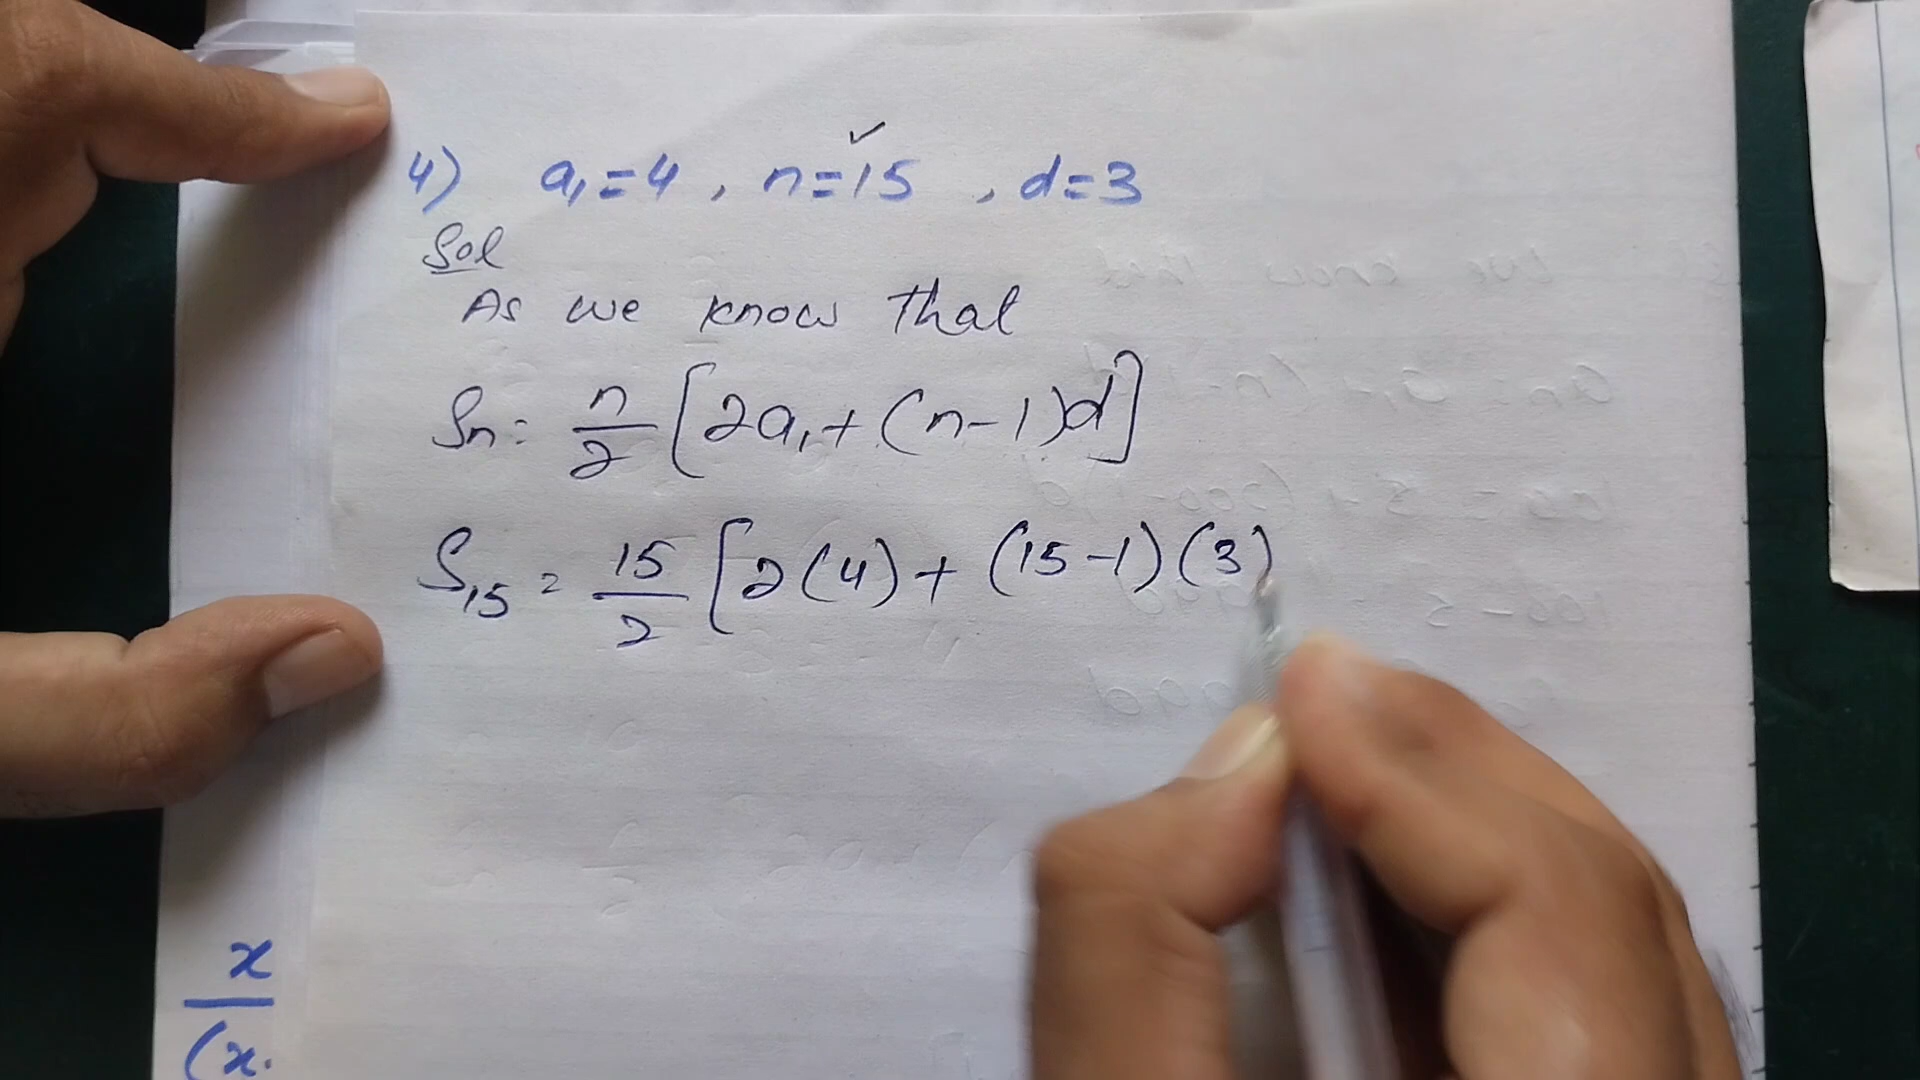 4) a₁=4 , n=15 , d=3
✓
Sol
As we know that
Sn = n/2 [2a₁+(n-1)d]
S₁₅ = 15/2 [2(4)+(15-1)(3)
x
(x.